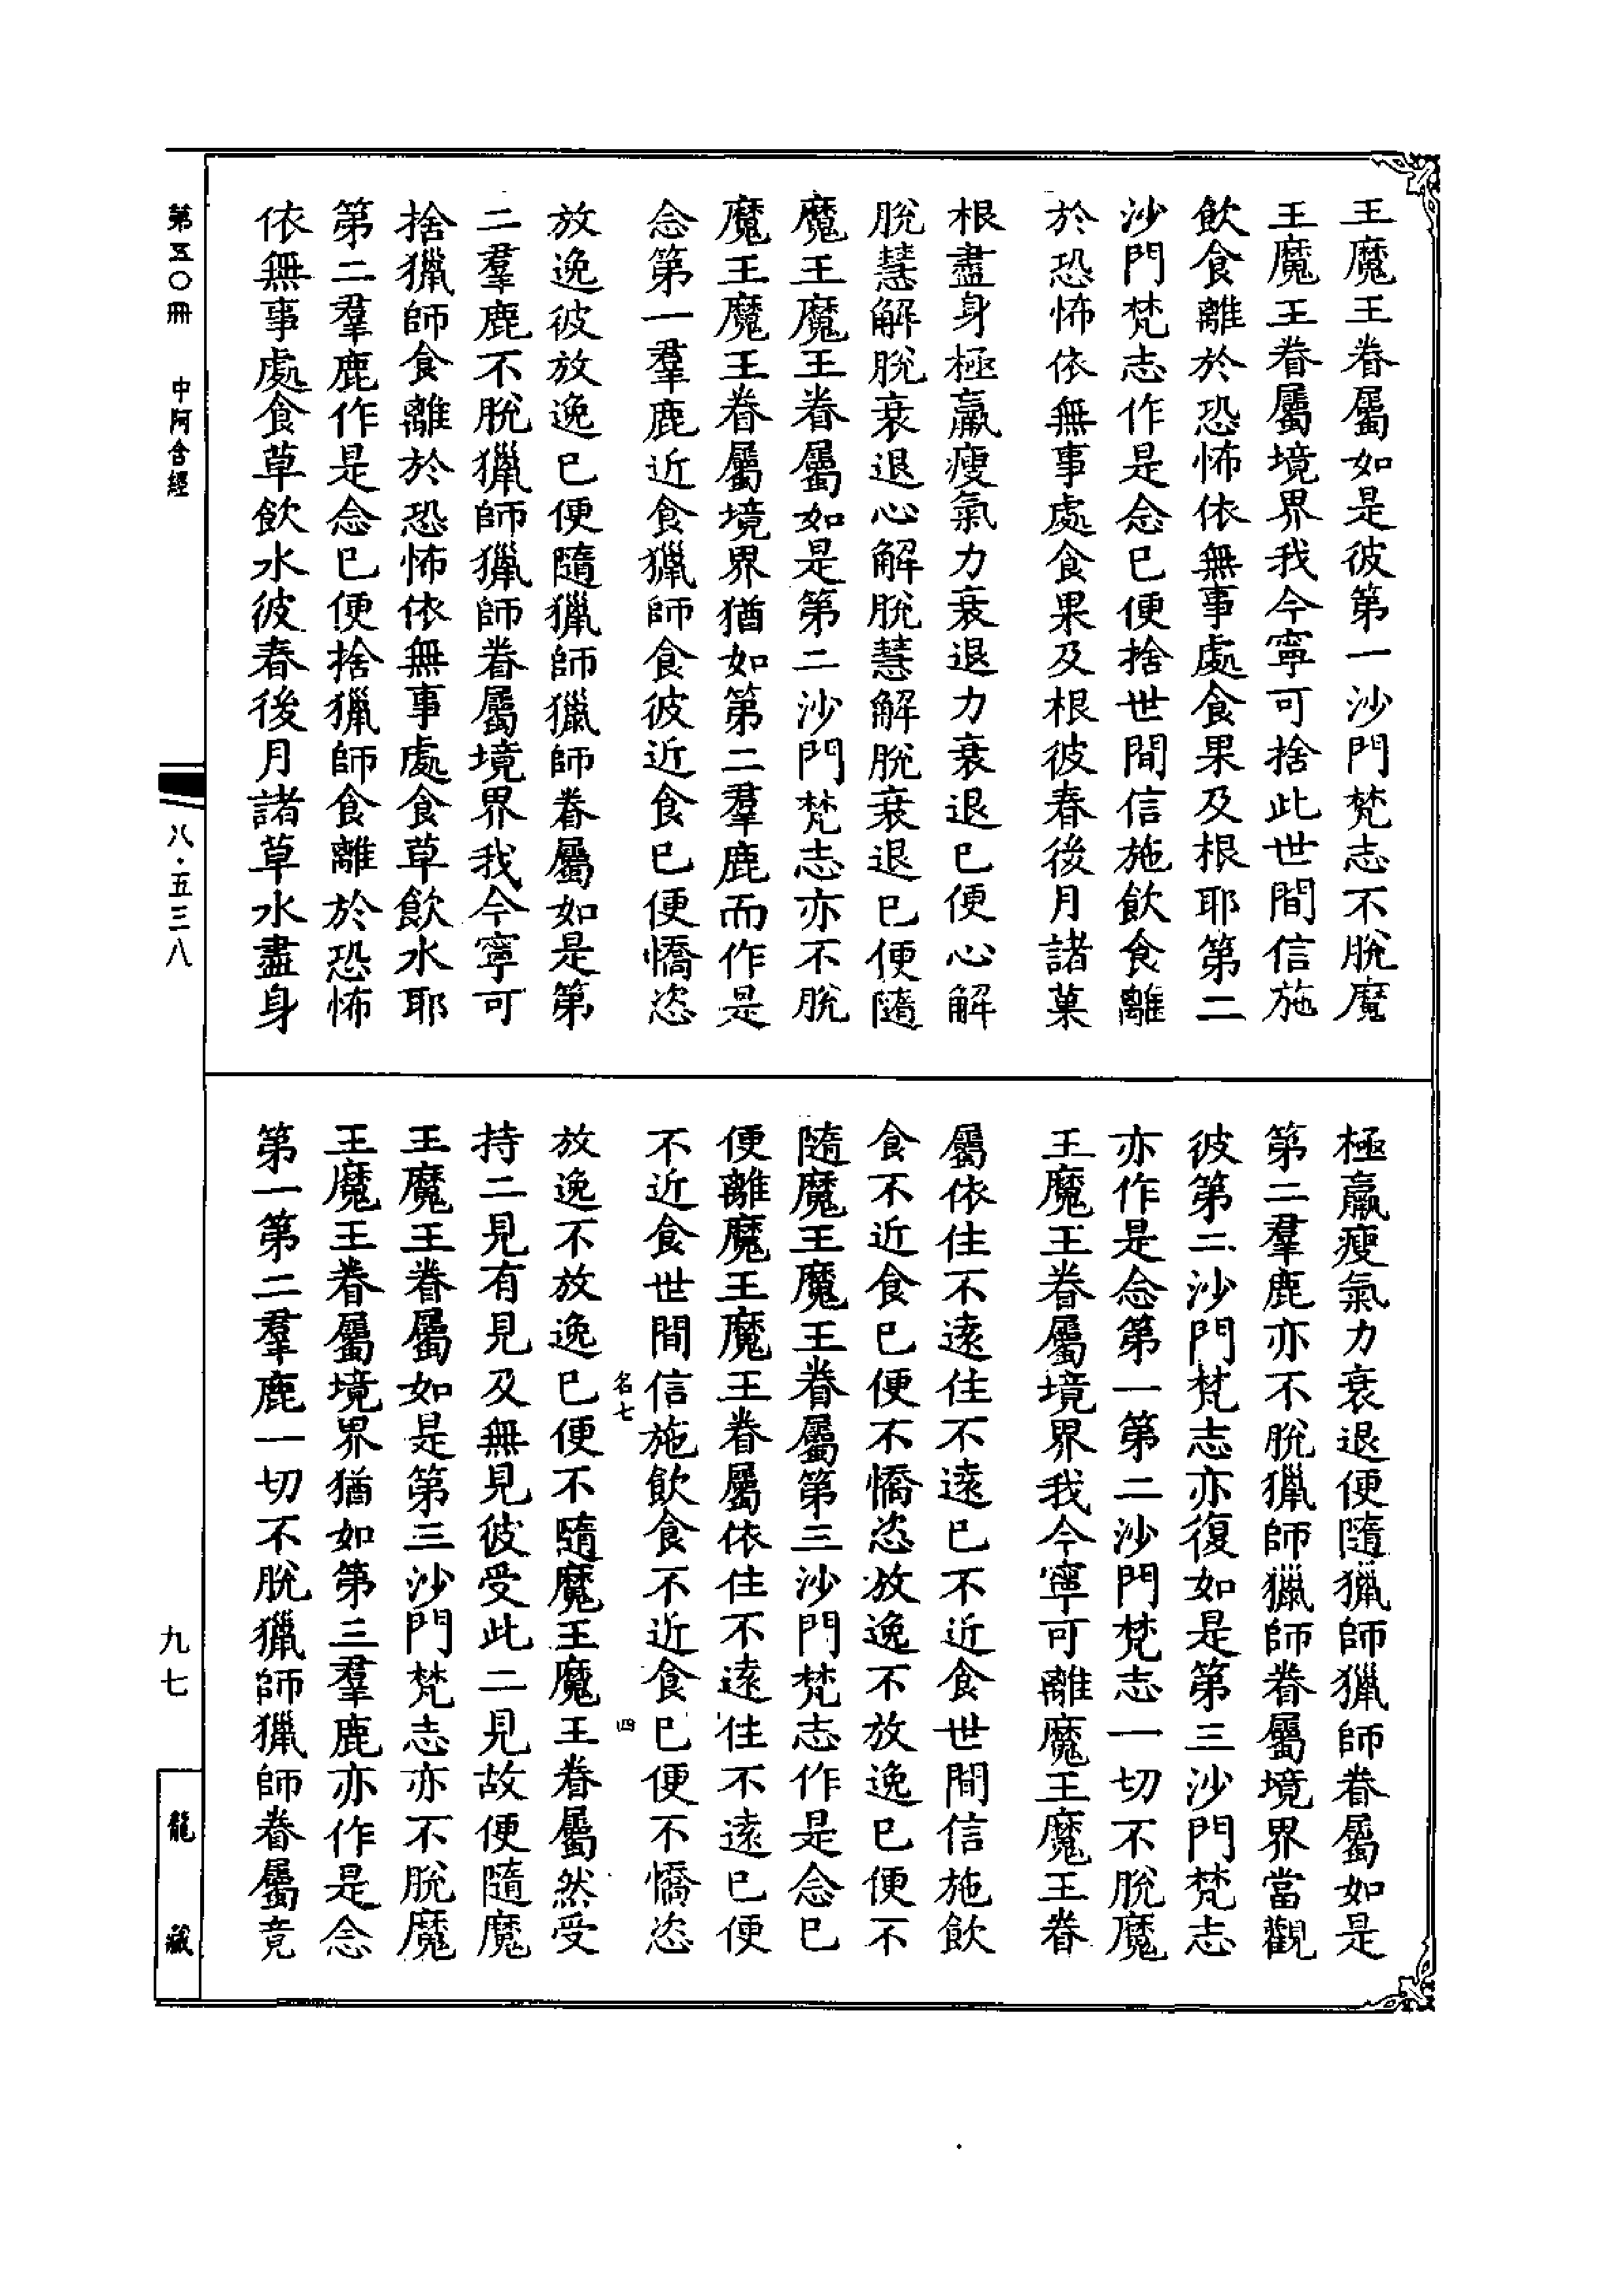 王魔王眷屬如是彼第一沙門梵志不脫魔
王魔王眷屬境界我今寧可捨此世間信施
飲食離於恐怖依無事處食果及根耶第二
沙門梵志作是念已便捨世間信施飲食離
於恐怖依無事處食果及根彼春後月諸菓
根盡身極羸瘦氣力衰退力衰退已便心解
脫慧解脫衰退心解脫慧解脫衰退已便隨
魔王魔王眷屬如是第二沙門梵志亦不脫
魔王魔王眷屬境界猶如第二羣鹿而作是
念第一羣鹿近食獵師食彼近食已便憍恣
放逸彼放逸已便隨獵師獵師眷屬如是第
二羣鹿不脫獵師獵師眷屬境界我今寧可
捨獵師食離於恐怖依無事處食草飲水耶
第二羣鹿作是念已便捨獵師食離於恐怖
依無事處食草飲水彼春後月諸草水盡身
極羸瘦氣力衰退便隨獵師獵師眷屬如是
第二羣鹿亦不脫獵師獵師眷屬境界當觀
彼第二沙門梵志亦復如是第三沙門梵志
亦作是念第一第二沙門梵志一切不脫魔
王魔王眷屬境界我今寧可離魔王魔王眷
屬依住不遠住不遠已不近食世間信施飲
食不近食已便不憍恣放逸不放逸已便不
隨魔王魔王眷屬第三沙門梵志作是念已
便離魔王魔王眷屬依住不遠住不遠已便
不近食世間信施飲食不近食已便不憍恣
名七 四
放逸不放逸已便不隨魔王魔王眷屬然受
持二見有見及無見彼受此二見故便隨魔
王魔王眷屬如是第三沙門梵志亦不脫魔
王魔王眷屬境界猶如第三羣鹿亦作是念
第一第二羣鹿一切不脫獵師獵師眷屬竟
第五〇冊 中阿含經
八·五三八
九七
龍藏